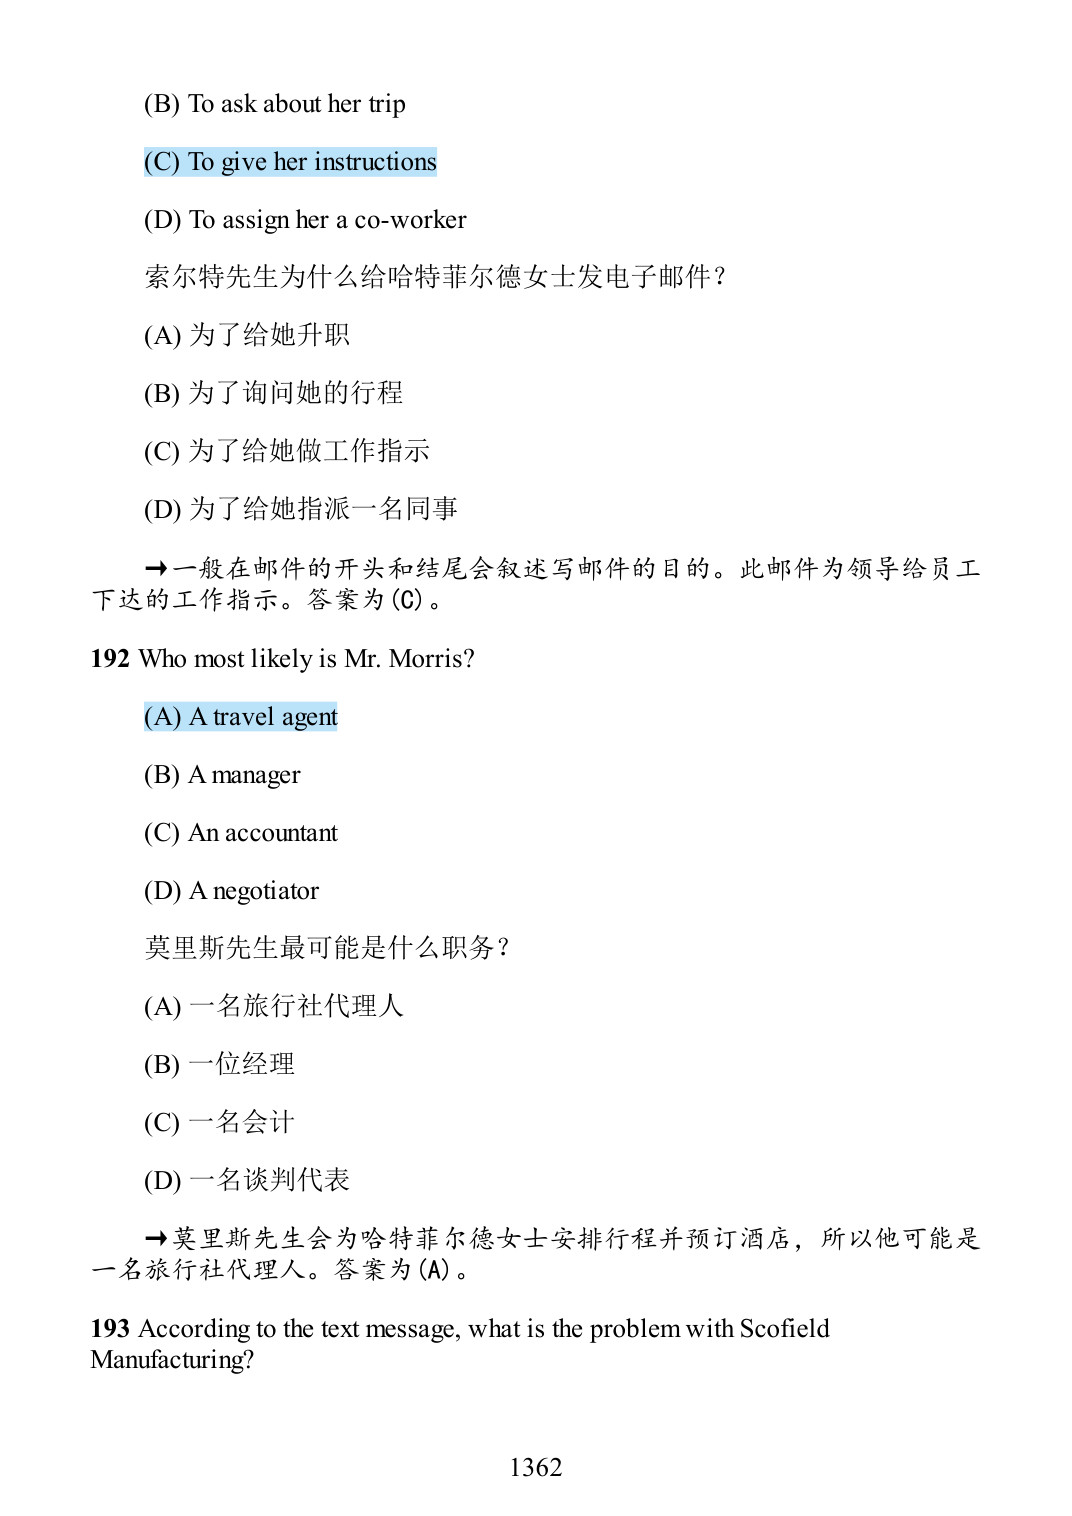 (B) To ask about her trip
(C) To give her instructions
(D) To assign her a co-worker
索尔特先生为什么给哈特菲尔德女士发电子邮件？
(A) 为了给她升职
(B) 为了询问她的行程
(C) 为了给她做工作指示
(D) 为了给她指派一名同事
→一般在邮件的开头和结尾会叙述写邮件的目的。此邮件为领导给员工
下达的工作指示。答案为(C)。
192 Who most likely is Mr. Morris?
(A) A travel agent
(B) A manager
(C) An accountant
(D) A negotiator
莫里斯先生最可能是什么职务？
(A) 一名旅行社代理人
(B) 一位经理
(C) 一名会计
(D) 一名谈判代表
→莫里斯先生会为哈特菲尔德女士安排行程并预订酒店，所以他可能是
一名旅行社代理人。答案为(A)。
193 According to the text message, what is the problem with Scofield
Manufacturing?
1362